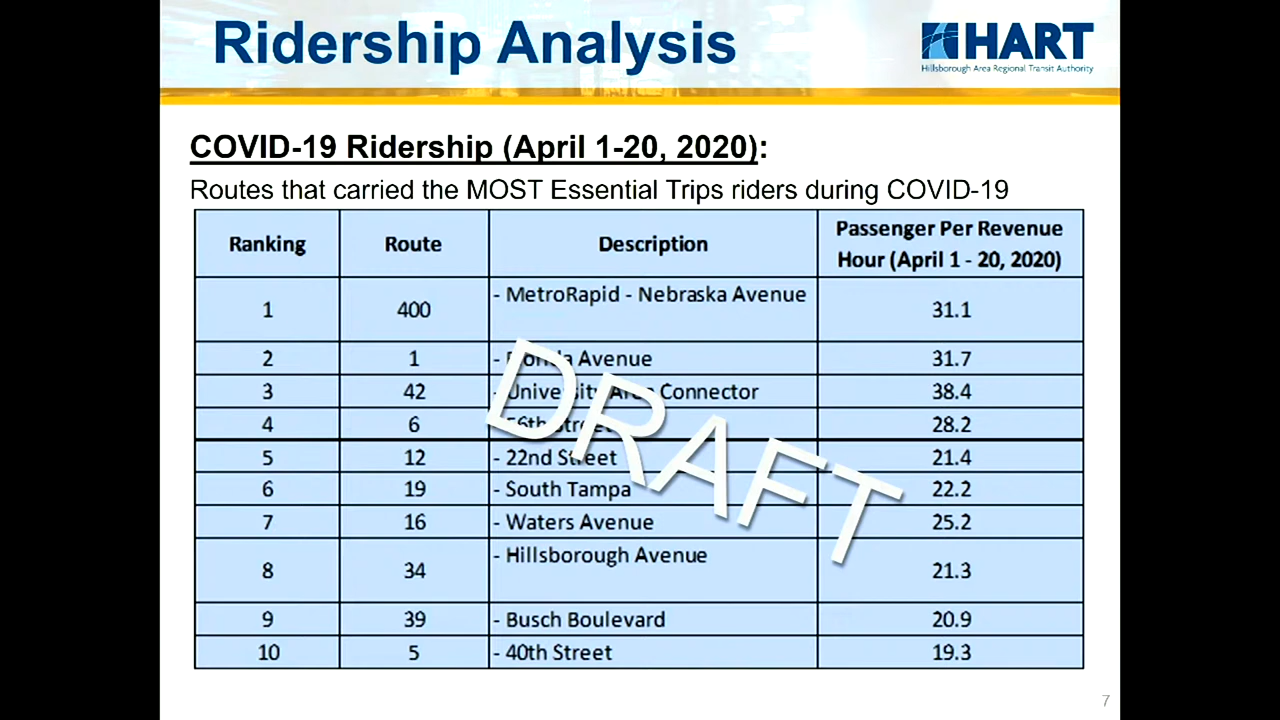 Ridership Analysis
HART
Hillsborough Area Regional Transit Authority
COVID-19 Ridership (April 1-20, 2020):
Routes that carried the MOST Essential Trips riders during COVID-19
Ranking Route Description Passenger Per Revenue Hour (April 1 - 20, 2020)
1 400 - MetroRapid - Nebraska Avenue 31.1
2 1 - Florida Avenue 31.7
3 42 - University Area Connector 38.4
4 6 - 56th Street 28.2
5 12 - 22nd Street 21.4
6 19 - South Tampa 22.2
7 16 - Waters Avenue 25.2
8 34 - Hillsborough Avenue 21.3
9 39 - Busch Boulevard 20.9
10 5 - 40th Street 19.3
DRAFT
7